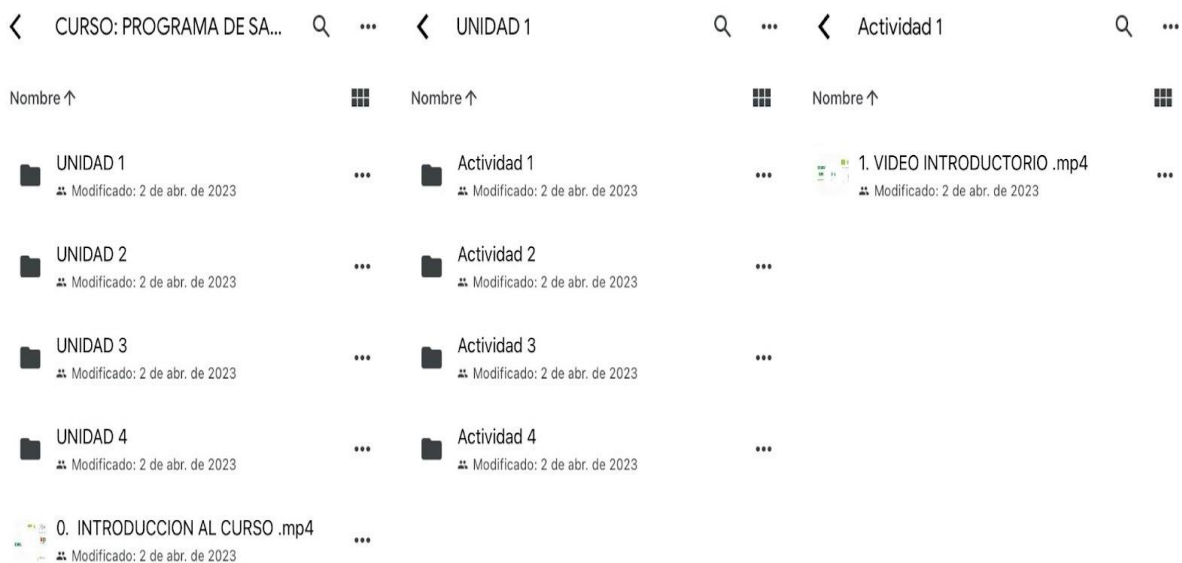 CURSO: PROGRAMA DE SA...
Nombre ↑
UNIDAD 1
Modificado: 2 de abr. de 2023
UNIDAD 2
Modificado: 2 de abr. de 2023
UNIDAD 3
Modificado: 2 de abr. de 2023
UNIDAD 4
Modificado: 2 de abr. de 2023
0. INTRODUCCION AL CURSO .mp4
Modificado: 2 de abr. de 2023
UNIDAD 1
Nombre ↑
Actividad 1
Modificado: 2 de abr. de 2023
Actividad 2
Modificado: 2 de abr. de 2023
Actividad 3
Modificado: 2 de abr. de 2023
Actividad 4
Modificado: 2 de abr. de 2023
Actividad 1
Nombre ↑
1. VIDEO INTRODUCTORIO .mp4
Modificado: 2 de abr. de 2023